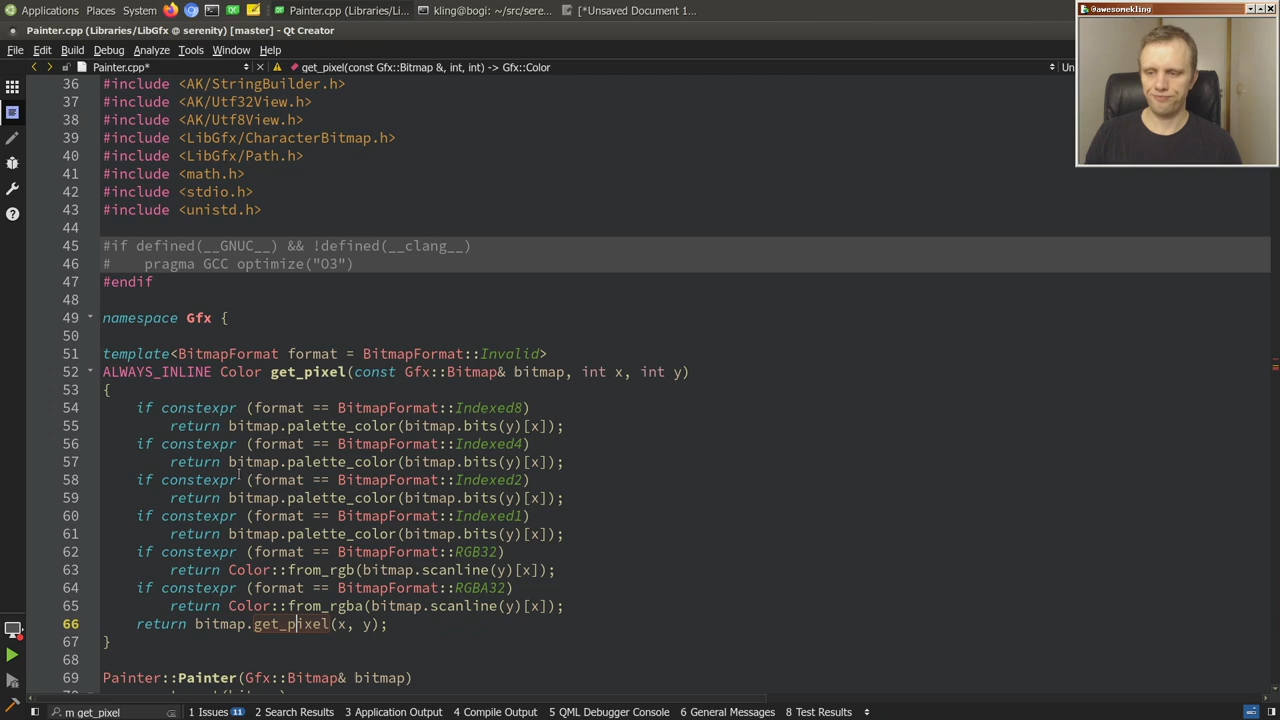 Applications Places System Painter.cpp (Libraries/Li... kling@bogi: ~/src/sere... [*Unsaved Document 1...
Painter.cpp (Libraries/LibGfx @ serenity) [master] - Qt Creator
@awesomekling
File Edit Build Debug Analyze Tools Window Help
Painter.cpp* get_pixel(const Gfx::Bitmap &, int, int) -> Gfx::Color Un
36 #include <AK/StringBuilder.h>
37 #include <AK/Utf32View.h>
38 #include <AK/Utf8View.h>
39 #include <LibGfx/CharacterBitmap.h>
40 #include <LibGfx/Path.h>
41 #include <math.h>
42 #include <stdio.h>
43 #include <unistd.h>
44
45 #if defined(__GNUC__) && !defined(__clang__)
46 #    pragma GCC optimize("O3")
47 #endif
48
49 namespace Gfx {
50
51 template<BitmapFormat format = BitmapFormat::Invalid>
52 ALWAYS_INLINE Color get_pixel(const Gfx::Bitmap& bitmap, int x, int y)
53 {
54     if constexpr (format == BitmapFormat::Indexed8)
55         return bitmap.palette_color(bitmap.bits(y)[x]);
56     if constexpr (format == BitmapFormat::Indexed4)
57         return bitmap.palette_color(bitmap.bits(y)[x]);
58     if constexpr (format == BitmapFormat::Indexed2)
59         return bitmap.palette_color(bitmap.bits(y)[x]);
60     if constexpr (format == BitmapFormat::Indexed1)
61         return bitmap.palette_color(bitmap.bits(y)[x]);
62     if constexpr (format == BitmapFormat::RGB32)
63         return Color::from_rgb(bitmap.scanline(y)[x]);
64     if constexpr (format == BitmapFormat::RGBA32)
65         return Color::from_rgba(bitmap.scanline(y)[x]);
66     return bitmap.get_pixel(x, y);
67 }
68
69 Painter::Painter(Gfx::Bitmap& bitmap)
m get_pixel 1 Issues 11 2 Search Results 3 Application Output 4 Compile Output 5 QML Debugger Console 6 General Messages 8 Test Results